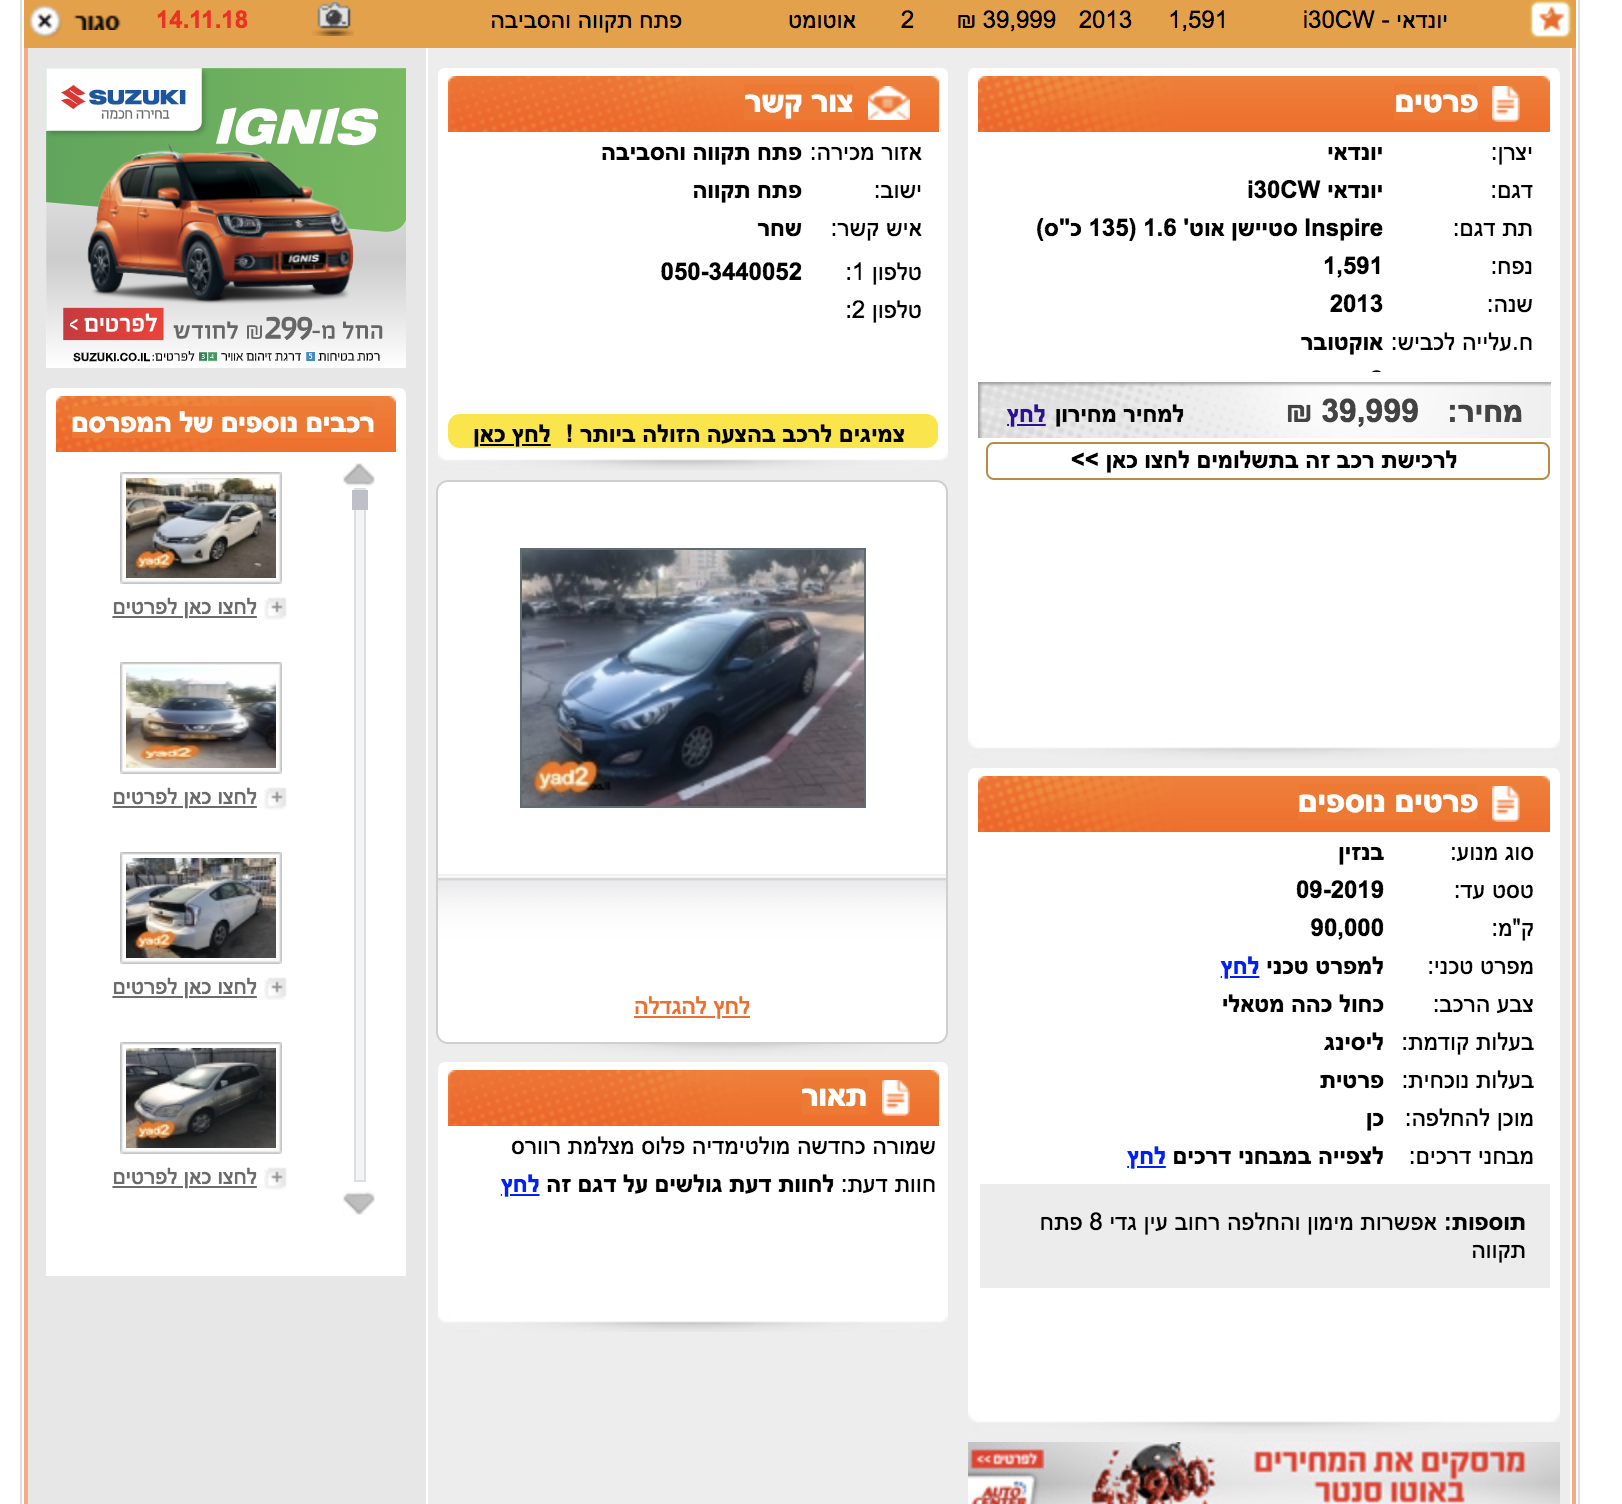 יונדאי - i30CW 1,591 2013 39,999 ₪ 2 אוטומט פתח תקווה והסביבה 14.11.18 סגור
פרטים
יצרן: יונדאי
דגם: יונדאי i30CW
תת דגם: Inspire סטיישן אוט' 1.6 (135 כ"ס)
נפח: 1,591
שנה: 2013
ח.עלייה לכביש: אוקטובר
מחיר: 39,999 ₪ למחיר מחירון לחץ
לרכישת רכב זה בתשלומים לחצו כאן >>
פרטים נוספים
סוג מנוע: בנזין
טסט עד: 09-2019
ק"מ: 90,000
מפרט טכני: למפרט טכני לחץ
צבע הרכב: כחול כהה מטאלי
בעלות קודמת: ליסינג
בעלות נוכחית: פרטית
מוכן להחלפה: כן
מבחני דרכים: לצפייה במבחני דרכים לחץ
תוספות: אפשרות מימון והחלפה רחוב עין גדי 8 פתח
תקווה
מרסקים את המחירים
באוטו סנטר
לפרטים >>
AUTO
CENTER
צור קשר
אזור מכירה: פתח תקווה והסביבה
ישוב: פתח תקווה
איש קשר: שחר
טלפון 1: 050-3440052
טלפון 2:
צמיגים לרכב בהצעה הזולה ביותר ! לחץ כאן
yad2
לחץ להגדלה
תאור
שמורה כחדשה מולטימדיה פלוס מצלמת רוורס
חוות דעת: לחוות דעת גולשים על דגם זה לחץ
SUZUKI
בחירה חכמה
IGNIS
IGNIS
החל מ-299₪ לחודש
לפרטים >
רמת בטיחות 5 דרגת זיהום אוויר 3 4 לפרטים: SUZUKI.CO.IL
רכבים נוספים של המפרסם
yad2
לחצו כאן לפרטים
yad2
לחצו כאן לפרטים
yad2
לחצו כאן לפרטים
yad2
לחצו כאן לפרטים